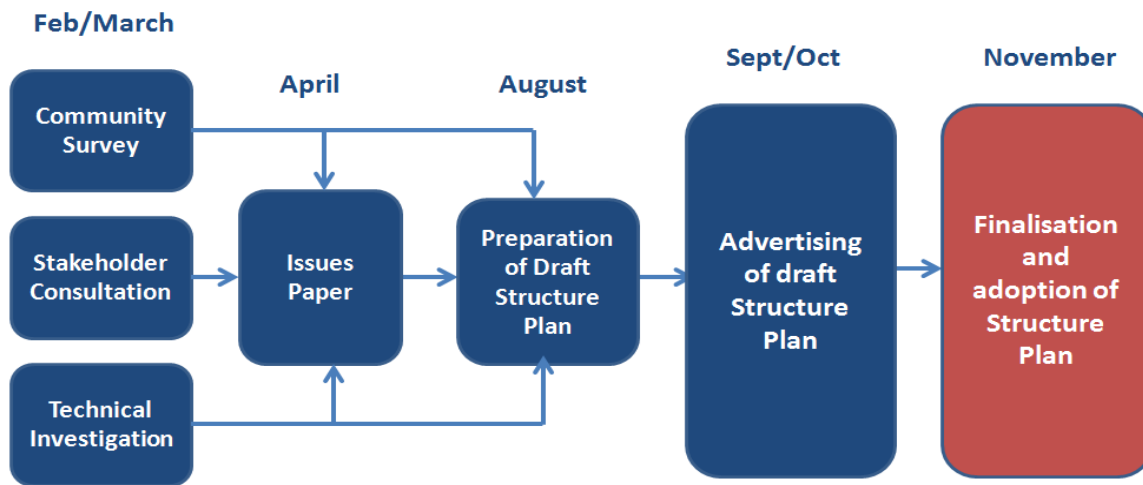 Feb/March
Community
Survey
Stakeholder
Consultation
Technical
Investigation
April
Issues
Paper
August
Preparation
of Draft
Structure
Plan
Sept/Oct
Advertising
of draft
Structure
Plan
November
Finalisation
and
adoption of
Structure
Plan